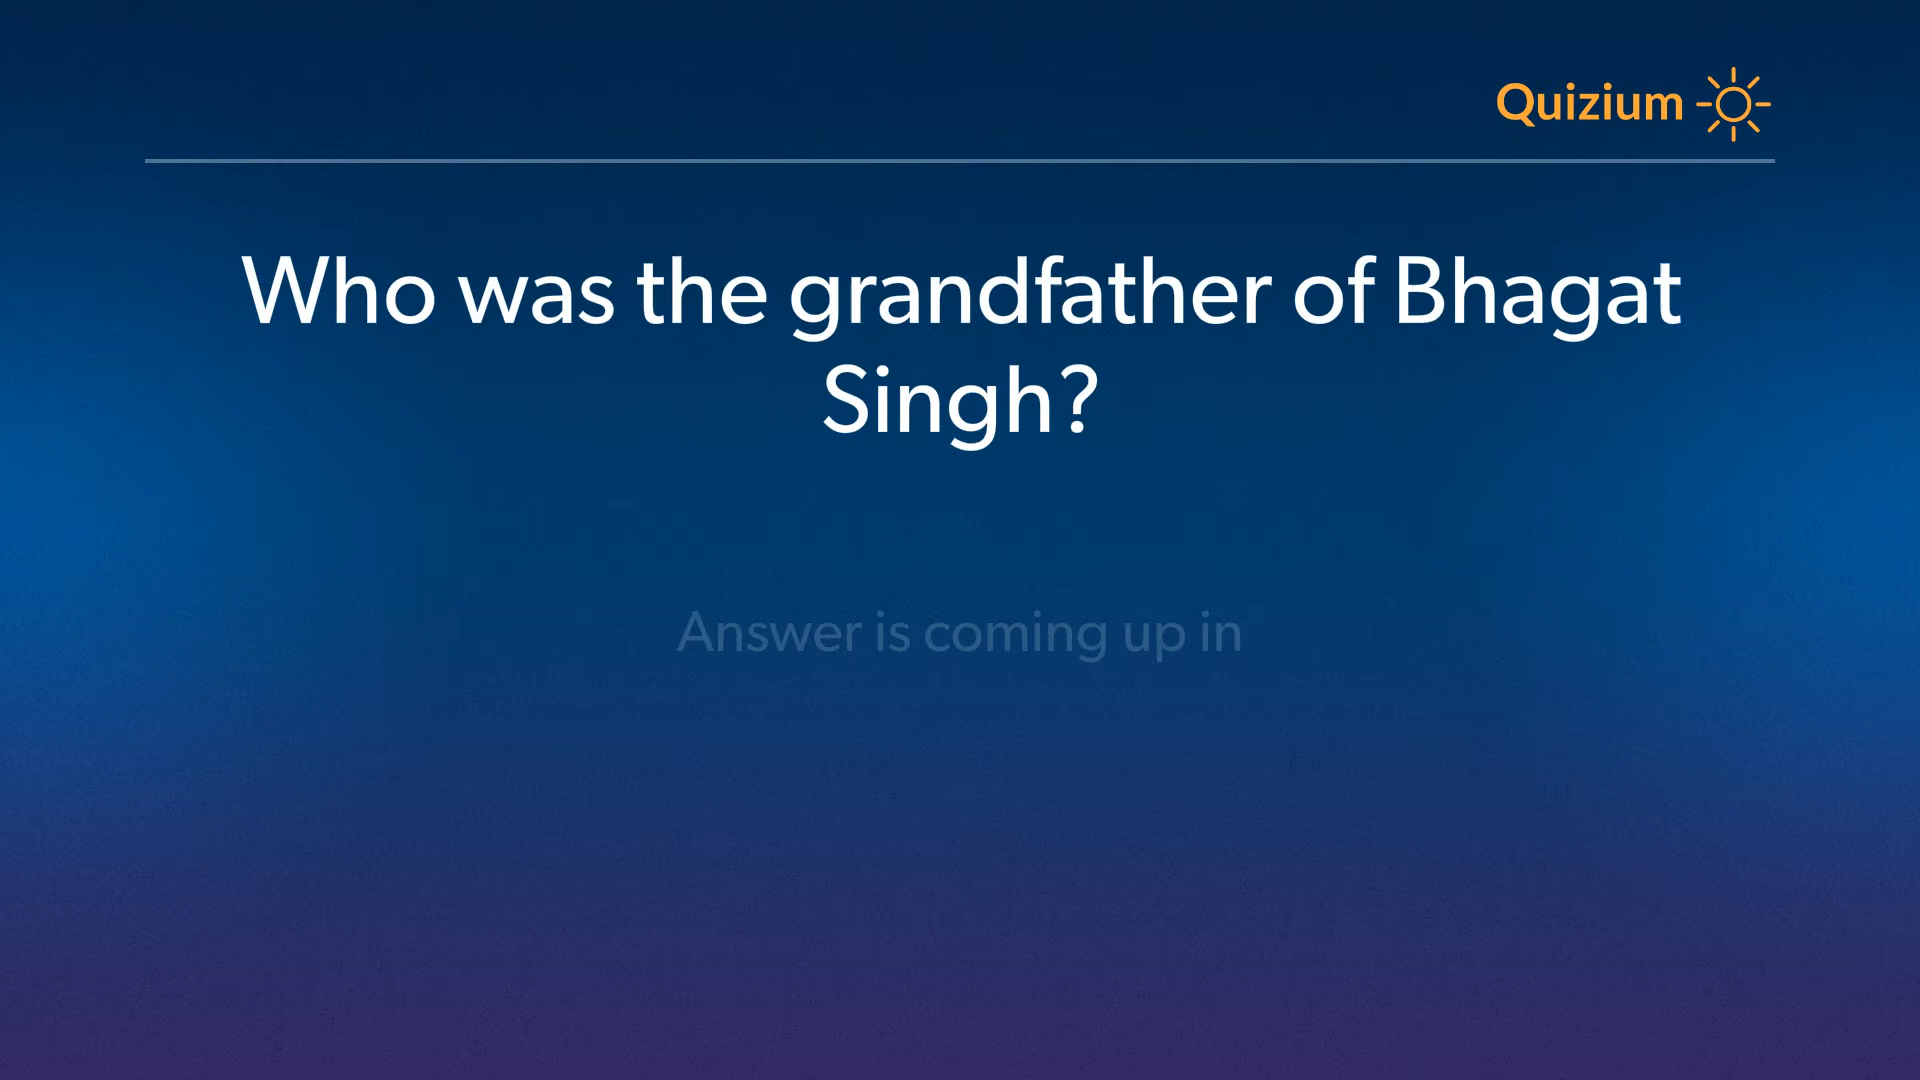 Quizium
Who was the grandfather of Bhagat
Singh?
Answer is coming up in